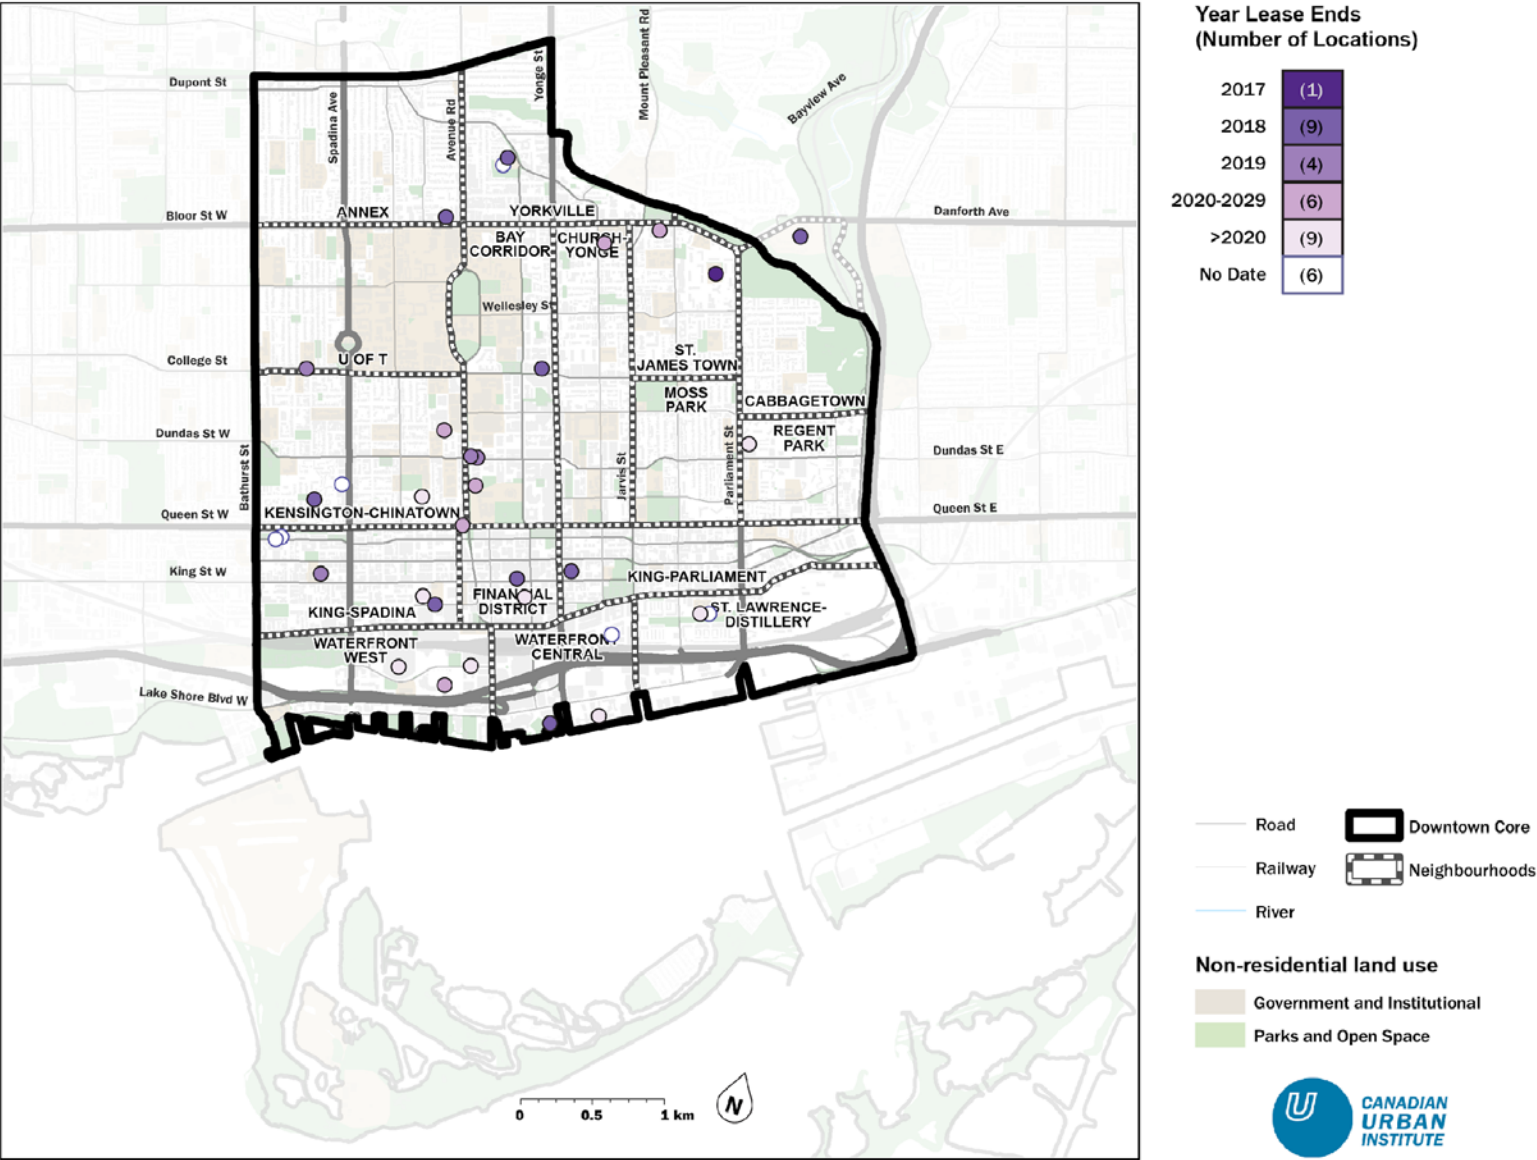 Year Lease Ends
(Number of Locations)
2017 (1)
2018 (9)
2019 (4)
2020-2029 (6)
>2020 (9)
No Date (6)
Dupont St
Spadina Ave
Avenue Rd
Yonge St
Mount Pleasant Rd
Bayview Ave
Bloor St W
ANNEX
YORKVILLE
Danforth Ave
BAY
CORRIDOR
CHURCH-
YONGE
Wellesley St
College St
U OF T
ST.
JAMES TOWN
MOSS
PARK
CABBAGETOWN
REGENT
PARK
Dundas St W
Bathurst St
Jarvis St
Parliament St
Dundas St E
Queen St W
KENSINGTON-CHINATOWN
Queen St E
King St W
KING-PARLIAMENT
KING-SPADINA
FINANCIAL
DISTRICT
ST. LAWRENCE-
DISTILLERY
WATERFRONT
WEST
WATERFRONT
CENTRAL
Lake Shore Blvd W
Road
Railway
River
Downtown Core
Neighbourhoods
Non-residential land use
Government and Institutional
Parks and Open Space
0 0.5 1 km
N
U
CANADIAN
URBAN
INSTITUTE